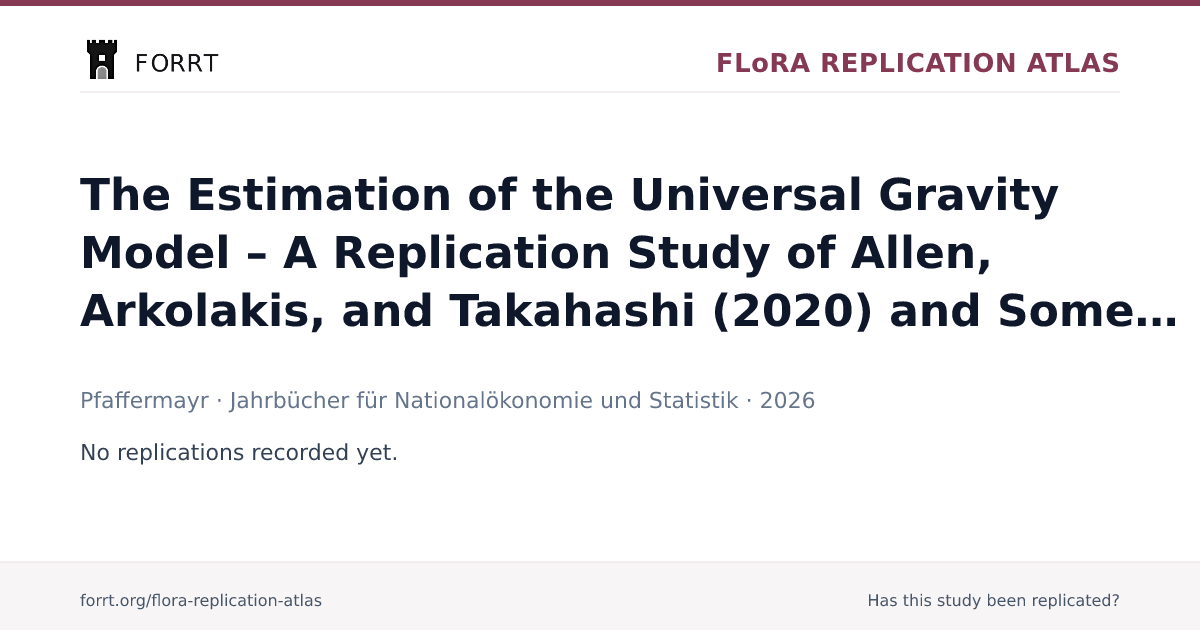 FORRT
FLoRA REPLICATION ATLAS
The Estimation of the Universal Gravity
Model – A Replication Study of Allen,
Arkolakis, and Takahashi (2020) and Some…
Pfaffermayr · Jahrbücher für Nationalökonomie und Statistik · 2026
No replications recorded yet.
forrt.org/flora-replication-atlas
Has this study been replicated?